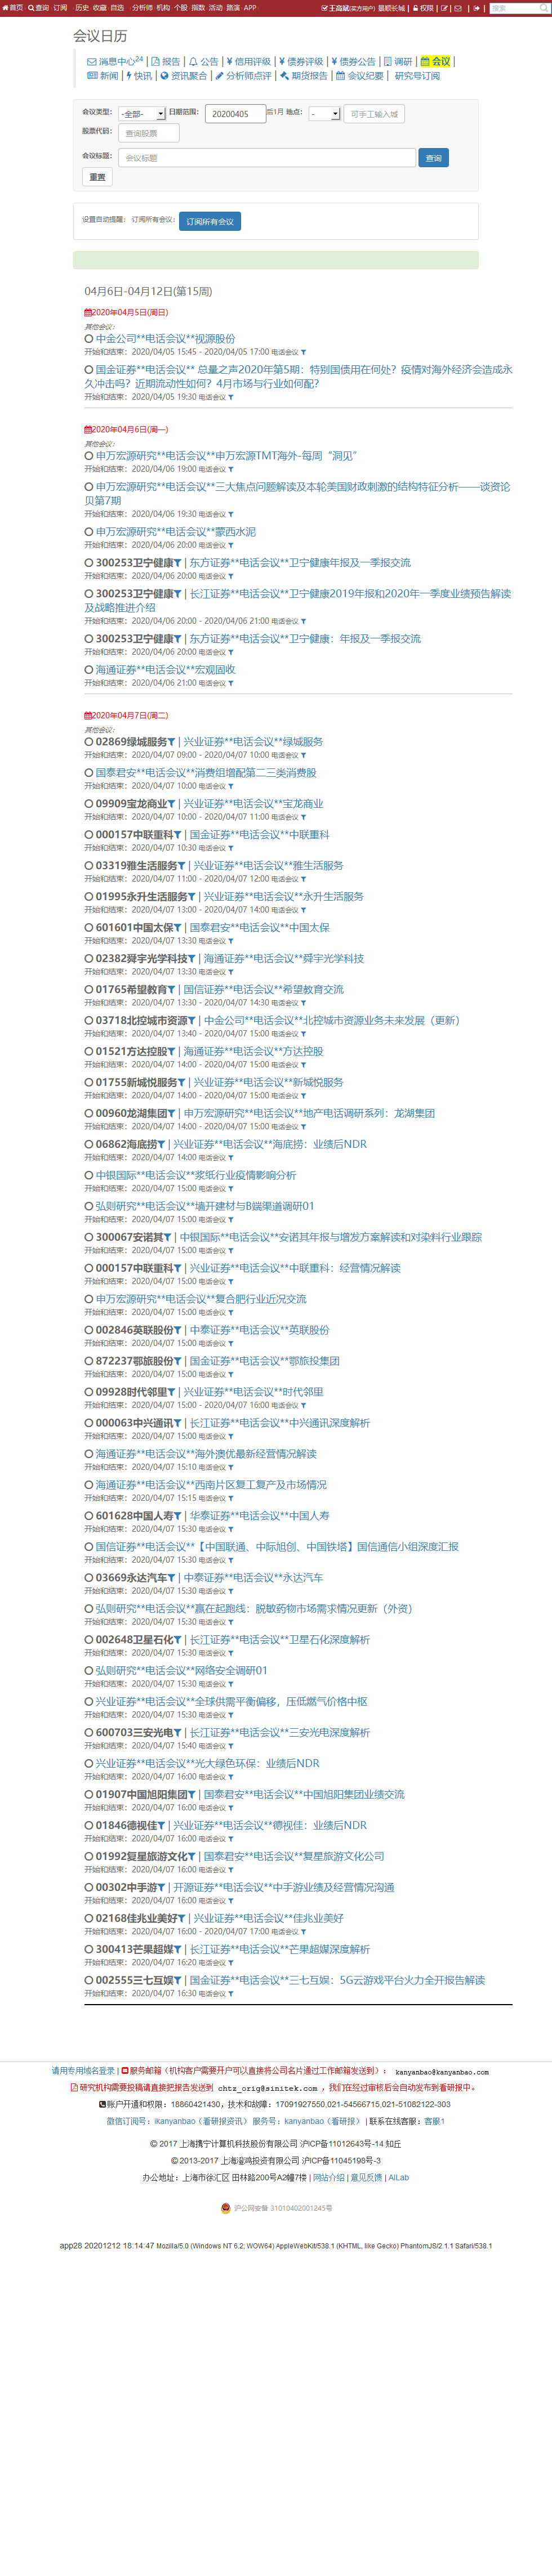 首页 查询 订阅 历史 收藏 自选 分析师 机构 个股 指数 活动 路演 APP 王高斌(买方用户) 景顺长城 | 权限 | | | | 搜索
会议日历
消息中心24 | 报告 | 公告 | 信用评级 | 债券评级 | 债券公告 | 调研 | 会议 |
新闻 | 快讯 | 资讯聚合 | 分析师点评 | 期货报告 | 会议纪要 | 研究号订阅
会议类型: -全部- 日期范围: 20200405 后1月 地点: - 可手工输入城
股票代码: 查询股票
会议标题: 会议标题 查询
重置
设置自动提醒: 订阅所有会议: 订阅所有会议
04月6日-04月12日(第15周)
2020年04月5日(周日)
其他会议:
中金公司**电话会议**视源股份
开始和结束: 2020/04/05 15:45 - 2020/04/05 17:00 电话会议
国金证券**电话会议** 总量之声2020年第5期：特别国债用在何处？疫情对海外经济会造成永
久冲击吗？近期流动性如何？4月市场与行业如何配？
开始和结束: 2020/04/05 19:30 电话会议
2020年04月6日(周一)
其他会议:
申万宏源研究**电话会议**申万宏源TMT海外-每周“洞见”
开始和结束: 2020/04/06 19:00 电话会议
申万宏源研究**电话会议**三大焦点问题解读及本轮美国财政刺激的结构特征分析——谈资论
贝第7期
开始和结束: 2020/04/06 19:30 电话会议
申万宏源研究**电话会议**蒙西水泥
开始和结束: 2020/04/06 20:00 电话会议
300253卫宁健康 | 东方证券**电话会议**卫宁健康年报及一季报交流
开始和结束: 2020/04/06 20:00 电话会议
300253卫宁健康 | 长江证券**电话会议**卫宁健康2019年报和2020年一季度业绩预告解读
及战略推进介绍
开始和结束: 2020/04/06 20:00 - 2020/04/06 21:00 电话会议
300253卫宁健康 | 东方证券**电话会议**卫宁健康：年报及一季报交流
开始和结束: 2020/04/06 20:00 电话会议
海通证券**电话会议**宏观固收
开始和结束: 2020/04/06 21:00 电话会议
2020年04月7日(周二)
其他会议:
02869绿城服务 | 兴业证券**电话会议**绿城服务
开始和结束: 2020/04/07 09:00 - 2020/04/07 10:00 电话会议
国泰君安**电话会议**消费组增配第二三类消费股
开始和结束: 2020/04/07 10:00 电话会议
09909宝龙商业 | 兴业证券**电话会议**宝龙商业
开始和结束: 2020/04/07 10:00 - 2020/04/07 11:00 电话会议
000157中联重科 | 国金证券**电话会议**中联重科
开始和结束: 2020/04/07 10:30 电话会议
03319雅生活服务 | 兴业证券**电话会议**雅生活服务
开始和结束: 2020/04/07 11:00 - 2020/04/07 12:00 电话会议
01995永升生活服务 | 兴业证券**电话会议**永升生活服务
开始和结束: 2020/04/07 13:00 - 2020/04/07 14:00 电话会议
601601中国太保 | 国泰君安**电话会议**中国太保
开始和结束: 2020/04/07 13:30 电话会议
02382舜宇光学科技 | 海通证券**电话会议**舜宇光学科技
开始和结束: 2020/04/07 13:30 电话会议
01765希望教育 | 国信证券**电话会议**希望教育交流
开始和结束: 2020/04/07 13:30 - 2020/04/07 14:30 电话会议
03718北控城市资源 | 中金公司**电话会议**北控城市资源业务未来发展（更新）
开始和结束: 2020/04/07 13:40 - 2020/04/07 15:00 电话会议
01521方达控股 | 海通证券**电话会议**方达控股
开始和结束: 2020/04/07 14:00 - 2020/04/07 15:00 电话会议
01755新城悦服务 | 兴业证券**电话会议**新城悦服务
开始和结束: 2020/04/07 14:00 - 2020/04/07 15:00 电话会议
00960龙湖集团 | 申万宏源研究**电话会议**地产电话调研系列：龙湖集团
开始和结束: 2020/04/07 14:00 - 2020/04/07 15:00 电话会议
06862海底捞 | 兴业证券**电话会议**海底捞：业绩后NDR
开始和结束: 2020/04/07 14:00 电话会议
中银国际**电话会议**浆纸行业疫情影响分析
开始和结束: 2020/04/07 15:00 电话会议
弘则研究**电话会议**墙开建材与B端渠道调研01
开始和结束: 2020/04/07 15:00 电话会议
300067安诺其 | 中银国际**电话会议**安诺其年报与增发方案解读和对染料行业跟踪
开始和结束: 2020/04/07 15:00 电话会议
000157中联重科 | 兴业证券**电话会议**中联重科：经营情况解读
开始和结束: 2020/04/07 15:00 电话会议
申万宏源研究**电话会议**复合肥行业近况交流
开始和结束: 2020/04/07 15:00 电话会议
002846英联股份 | 中泰证券**电话会议**英联股份
开始和结束: 2020/04/07 15:00 电话会议
872237鄂旅股份 | 国金证券**电话会议**鄂旅投集团
开始和结束: 2020/04/07 15:00 电话会议
09928时代邻里 | 兴业证券**电话会议**时代邻里
开始和结束: 2020/04/07 15:00 - 2020/04/07 16:00 电话会议
000063中兴通讯 | 长江证券**电话会议**中兴通讯深度解析
开始和结束: 2020/04/07 15:00 电话会议
海通证券**电话会议**海外澳优最新经营情况解读
开始和结束: 2020/04/07 15:10 电话会议
海通证券**电话会议**西南片区复工复产及市场情况
开始和结束: 2020/04/07 15:15 电话会议
601628中国人寿 | 华泰证券**电话会议**中国人寿
开始和结束: 2020/04/07 15:30 电话会议
国信证券**电话会议**【中国联通、中际旭创、中国铁塔】国信通信小组深度汇报
开始和结束: 2020/04/07 15:30 电话会议
03669永达汽车 | 中泰证券**电话会议**永达汽车
开始和结束: 2020/04/07 15:30 电话会议
弘则研究**电话会议**赢在起跑线：脱敏药物市场需求情况更新（外资）
开始和结束: 2020/04/07 15:30 电话会议
002648卫星石化 | 长江证券**电话会议**卫星石化深度解析
开始和结束: 2020/04/07 15:30 电话会议
弘则研究**电话会议**网络安全调研01
开始和结束: 2020/04/07 15:30 电话会议
兴业证券**电话会议**全球供需平衡偏移，压低燃气价格中枢
开始和结束: 2020/04/07 15:30 电话会议
600703三安光电 | 长江证券**电话会议**三安光电深度解析
开始和结束: 2020/04/07 15:40 电话会议
兴业证券**电话会议**光大绿色环保：业绩后NDR
开始和结束: 2020/04/07 16:00 电话会议
01907中国旭阳集团 | 国泰君安**电话会议**中国旭阳集团业绩交流
开始和结束: 2020/04/07 16:00 电话会议
01846德视佳 | 兴业证券**电话会议**德视佳：业绩后NDR
开始和结束: 2020/04/07 16:00 电话会议
01992复星旅游文化 | 国泰君安**电话会议**复星旅游文化公司
开始和结束: 2020/04/07 16:00 电话会议
00302中手游 | 开源证券**电话会议**中手游业绩及经营情况沟通
开始和结束: 2020/04/07 16:00 电话会议
02168佳兆业美好 | 兴业证券**电话会议**佳兆业美好
开始和结束: 2020/04/07 16:00 - 2020/04/07 17:00 电话会议
300413芒果超媒 | 长江证券**电话会议**芒果超媒深度解析
开始和结束: 2020/04/07 16:20 电话会议
002555三七互娱 | 国金证券**电话会议**三七互娱：5G云游戏平台火力全开报告解读
开始和结束: 2020/04/07 16:30 电话会议
请用专用域名登录 | 服务邮箱（机构客户需要开户可以直接将公司名片通过工作邮箱发送到）： kanyanbao@kanyanbao.com
研究机构需要投稿请直接把报告发送到 chtz_orig@sinitek.com ，我们在经过审核后会自动发布到看研报中。
账户开通和权限：18860421430，技术和故障：17091927550,021-54566715,021-51082122-303
微信订阅号：ikanyanbao（看研报资讯） 服务号：kanyanbao（看研报） | 联系在线客服：客服1
© 2017 上海携宁计算机科技股份有限公司 沪ICP备11012643号-14 知丘
© 2013-2017 上海淩鸿投资有限公司 沪ICP备11045198号-3
办公地址：上海市徐汇区 田林路200号A2幢7楼 | 网站介绍 | 意见反馈 | AILab
沪公网安备 31010402001245号
app28 20201212 18:14:47 Mozilla/5.0 (Windows NT 6.2; WOW64) AppleWebKit/538.1 (KHTML, like Gecko) PhantomJS/2.1.1 Safari/538.1